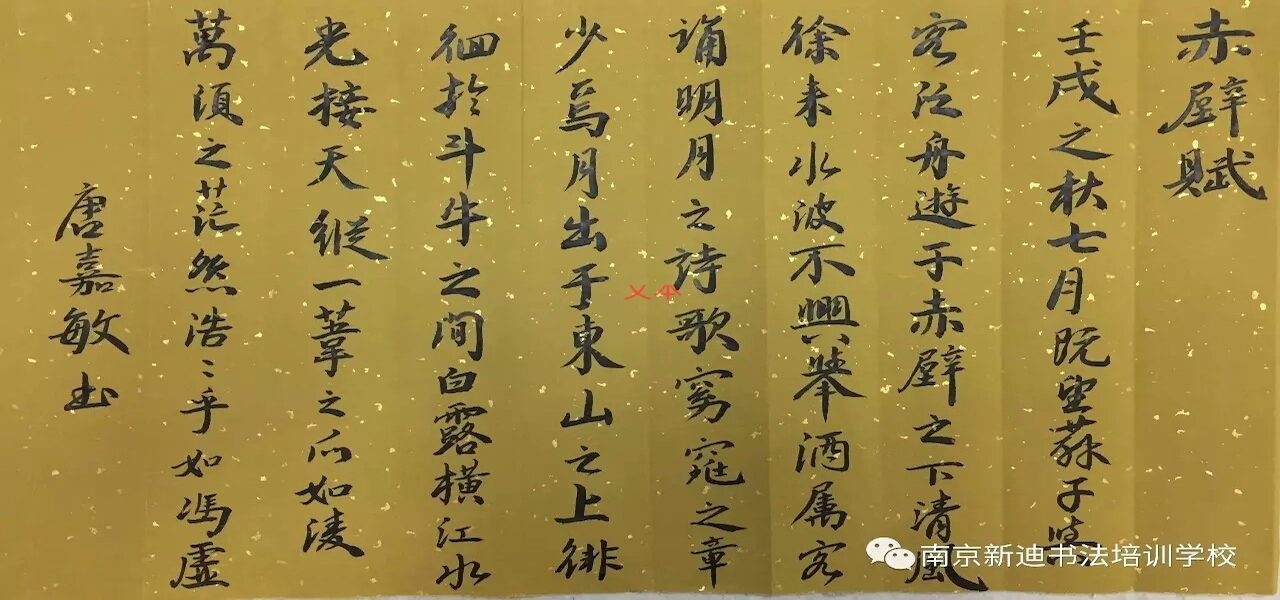 赤壁賦
壬戌之秋七月既望蘇子與
客泛舟遊于赤壁之下清風
徐来水波不興舉酒属客
誦明月之詩歌窈窕之章
少焉月出于東山之上徘
徊於斗牛之間白露横江水
光接天縱一葦之所如凌
萬頃之茫然浩〻乎如馮虚
唐嘉敏书
南京新迪书法培训学校